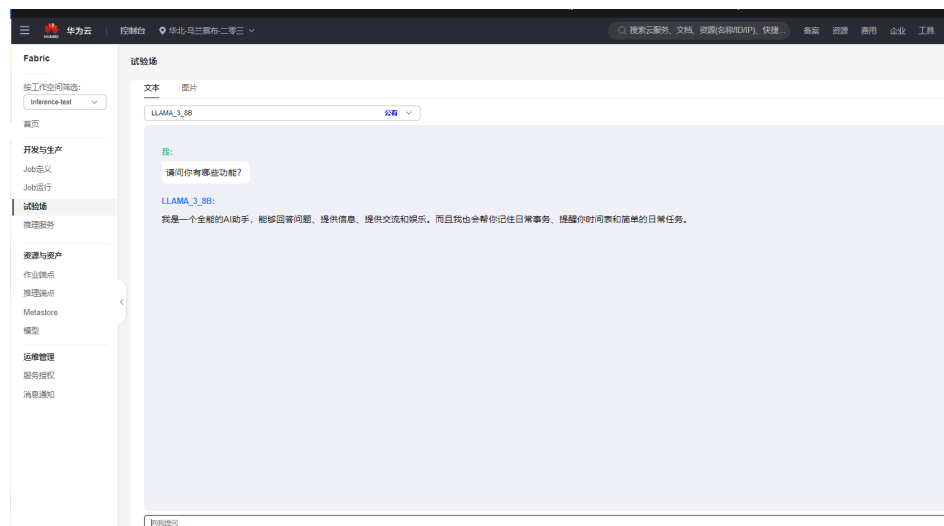 HUAWEI
华为云
控制台
华北-乌兰察布-二零三
搜索云服务、文档、资源(名称/ID/IP)、快捷...
备案
资源
费用
企业
工具
Fabric
按工作空间筛选:
Inference-test
首页
开发与生产
Job定义
Job运行
试验场
推理服务
资源与资产
作业端点
推理端点
Metastore
模型
运维管理
服务授权
消息通知
试验场
文本
图片
LLAMA_3_8B
公有
我:
请问你有哪些功能?
LLAMA_3_8B:
我是一个全能的AI助手，能够回答问题、提供信息、提供交流和娱乐。而且我也会帮你记住日常事务、提醒你时间表和简单的日常任务。